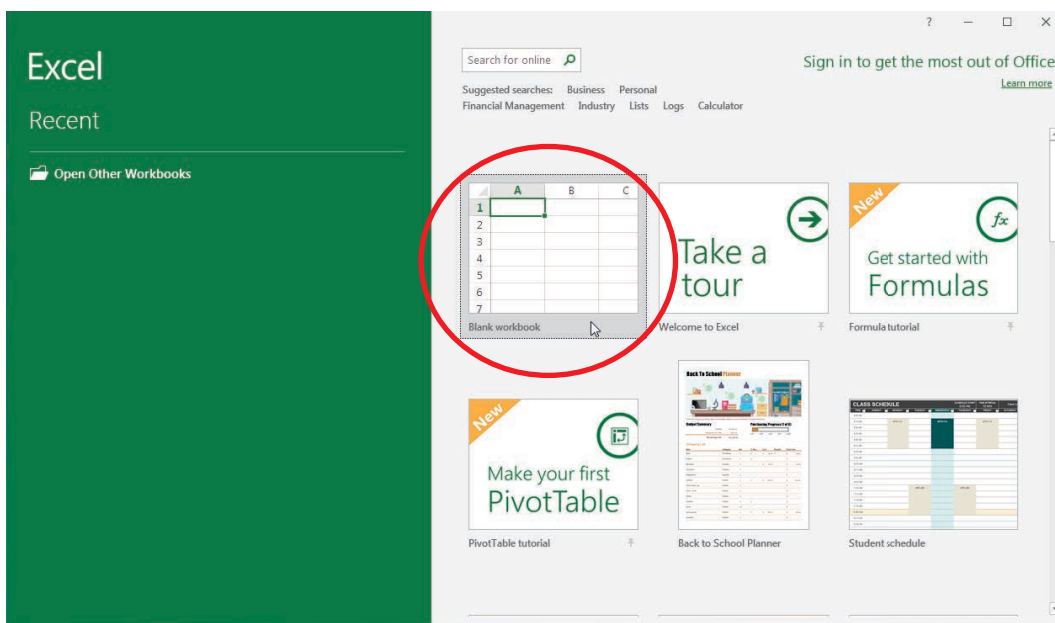 ?
Excel
Search for online
Sign in to get the most out of Office
Learn more
Suggested searches: Business Personal
Financial Management Industry Lists Logs Calculator
Recent
Open Other Workbooks
A B C
1
2
3
4
5
6
7
Blank workbook
Take a
tour
Welcome to Excel
New
fx
Get started with
Formulas
Formula tutorial
New
Make your first
PivotTable
PivotTable tutorial
Back To School Planner
Back to School Planner
CLASS SCHEDULE
Student schedule